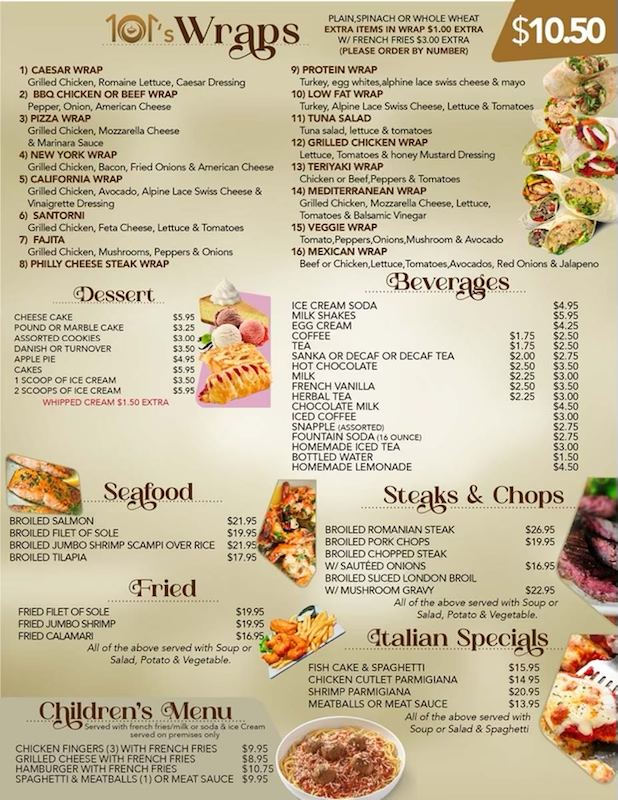 101's Wraps
PLAIN,SPINACH OR WHOLE WHEAT
EXTRA ITEMS IN WRAP $1.00 EXTRA
W/ FRENCH FRIES $3.00 EXTRA
(PLEASE ORDER BY NUMBER)
$10.50
1) CAESAR WRAP
Grilled Chicken, Romaine Lettuce, Caesar Dressing
2) BBQ CHICKEN OR BEEF WRAP
Pepper, Onion, American Cheese
3) PIZZA WRAP
Grilled Chicken, Mozzarella Cheese
& Marinara Sauce
4) NEW YORK WRAP
Grilled Chicken, Bacon, Fried Onions & American Cheese
5) CALIFORNIA WRAP
Grilled Chicken, Avocado, Alpine Lace Swiss Cheese &
Vinaigrette Dressing
6) SANTORNI
Grilled Chicken, Feta Cheese, Lettuce & Tomatoes
7) FAJITA
Grilled Chicken, Mushrooms, Peppers & Onions
8) PHILLY CHEESE STEAK WRAP
9) PROTEIN WRAP
Turkey, egg whites,alphine lace swiss cheese & mayo
10) LOW FAT WRAP
Turkey, Alpine Lace Swiss Cheese, Lettuce & Tomatoes
11) TUNA SALAD
Tuna salad, lettuce & tomatoes
12) GRILLED CHICKEN WRAP
Lettuce, Tomatoes & honey Mustard Dressing
13) TERIYAKI WRAP
Chicken or Beef,Peppers & Tomatoes
14) MEDITERRANEAN WRAP
Grilled Chicken, Mozzarella Cheese, Lettuce,
Tomatoes & Balsamic Vinegar
15) VEGGIE WRAP
Tomato,Peppers,Onions,Mushroom & Avocado
16) MEXICAN WRAP
Beef or Chicken,Lettuce,Tomatoes,Avocados, Red Onions & Jalapeno
Dessert
CHEESE CAKE $5.95
POUND OR MARBLE CAKE $3.25
ASSORTED COOKIES $3.00
DANISH OR TURNOVER $3.50
APPLE PIE $4.95
CAKES $5.95
1 SCOOP OF ICE CREAM $3.50
2 SCOOPS OF ICE CREAM $5.95
WHIPPED CREAM $1.50 EXTRA
Beverages
ICE CREAM SODA $4.95
MILK SHAKES $5.95
EGG CREAM $4.25
COFFEE $1.75 $2.50
TEA $1.75 $2.50
SANKA OR DECAF OR DECAF TEA $2.00 $2.75
HOT CHOCOLATE $2.50 $3.50
MILK $2.25 $3.00
FRENCH VANILLA $2.50 $3.50
HERBAL TEA $2.25 $3.00
CHOCOLATE MILK $4.50
ICED COFFEE $3.00
SNAPPLE (ASSORTED) $2.75
FOUNTAIN SODA (16 OUNCE) $2.75
HOMEMADE ICED TEA $3.00
BOTTLED WATER $1.50
HOMEMADE LEMONADE $4.50
Seafood
BROILED SALMON $21.95
BROILED FILET OF SOLE $19.95
BROILED JUMBO SHRIMP SCAMPI OVER RICE $21.95
BROILED TILAPIA $17.95
Fried
FRIED FILET OF SOLE $19.95
FRIED JUMBO SHRIMP $19.95
FRIED CALAMARI $16.95
All of the above served with Soup or
Salad, Potato & Vegetable.
Steaks & Chops
BROILED ROMANIAN STEAK $26.95
BROILED PORK CHOPS $19.95
BROILED CHOPPED STEAK
W/ SAUTÉED ONIONS $16.95
BROILED SLICED LONDON BROIL
W/ MUSHROOM GRAVY $22.95
All of the above served with Soup or
Salad, Potato & Vegetable.
Italian Specials
FISH CAKE & SPAGHETTI $15.95
CHICKEN CUTLET PARMIGIANA $14 95
SHRIMP PARMIGIANA $20.95
MEATBALLS OR MEAT SAUCE $13.95
All of the above served with
Soup or Salad & Spaghetti
Children's Menu
Served with french fries/milk or soda & ice Cream
served on premises only
CHICKEN FINGERS (3) WITH FRENCH FRIES $9.95
GRILLED CHEESE WITH FRENCH FRIES $8.95
HAMBURGER WITH FRENCH FRIES $10.75
SPAGHETTI & MEATBALLS (1) OR MEAT SAUCE $9.95